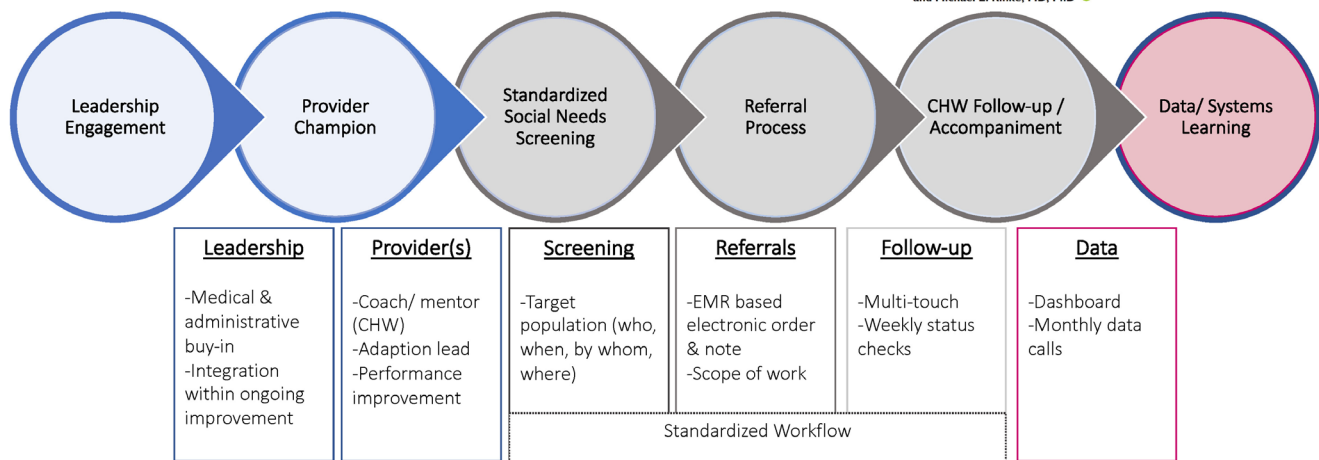 Leadership
Engagement
Provider
Champion
Standardized
Social Needs
Screening
Referral
Process
CHW Follow-up /
Accompaniment
Data/ Systems
Learning
Leadership
-Medical &
administrative
buy-in
-Integration
within ongoing
improvement
Provider(s)
-Coach/ mentor
(CHW)
-Adaption lead
-Performance
improvement
Screening
-Target
population (who,
when, by whom,
where)
Referrals
-EMR based
electronic order
& note
-Scope of work
Follow-up
-Multi-touch
-Weekly status
checks
Data
-Dashboard
-Monthly data
calls
Standardized Workflow